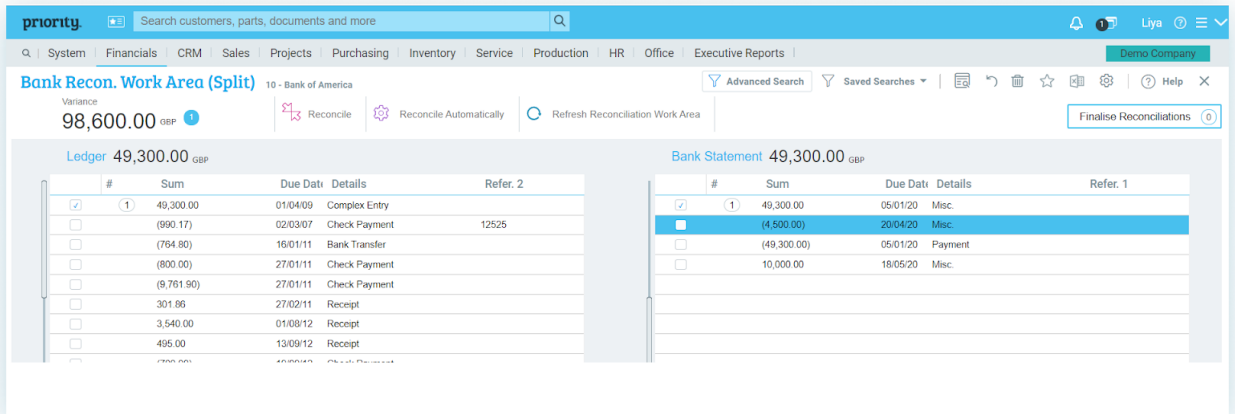 priority.
Search customers, parts, documents and more
1
Liya
System Financials CRM Sales Projects Purchasing Inventory Service Production HR Office Executive Reports
Demo Company
Bank Recon. Work Area (Split) 10 - Bank of America
Advanced Search Saved Searches Help
Variance
98,600.00 GBP 1
Reconcile Reconcile Automatically Refresh Reconciliation Work Area
Finalise Reconciliations 0
Ledger 49,300.00 GBP
# Sum Due Date Details Refer. 2
1 49,300.00 01/04/09 Complex Entry
(990.17) 02/03/07 Check Payment 12525
(764.80) 16/01/11 Bank Transfer
(800.00) 27/01/11 Check Payment
(9,761.90) 27/01/11 Check Payment
301.86 27/02/11 Receipt
3,540.00 01/08/12 Receipt
495.00 13/09/12 Receipt
Check Payment
Bank Statement 49,300.00 GBP
# Sum Due Date Details Refer. 1
1 49,300.00 05/01/20 Misc.
(4,500.00) 20/04/20 Misc.
(49,300.00) 05/01/20 Payment
10,000.00 18/05/20 Misc.